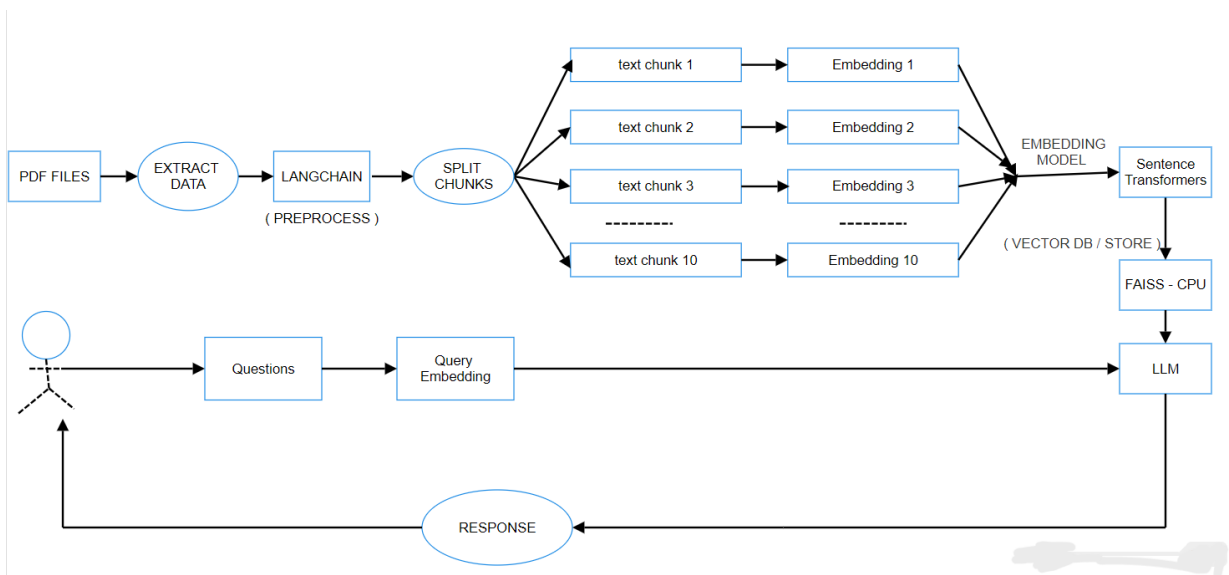 text chunk 1
Embedding 1
text chunk 2
Embedding 2
EMBEDDING
MODEL
PDF FILES
EXTRACT
DATA
LANGCHAIN
( PREPROCESS )
SPLIT
CHUNKS
text chunk 3
Embedding 3
Sentence
Transformers
( VECTOR DB / STORE )
text chunk 10
Embedding 10
FAISS - CPU
Questions
Query
Embedding
LLM
RESPONSE